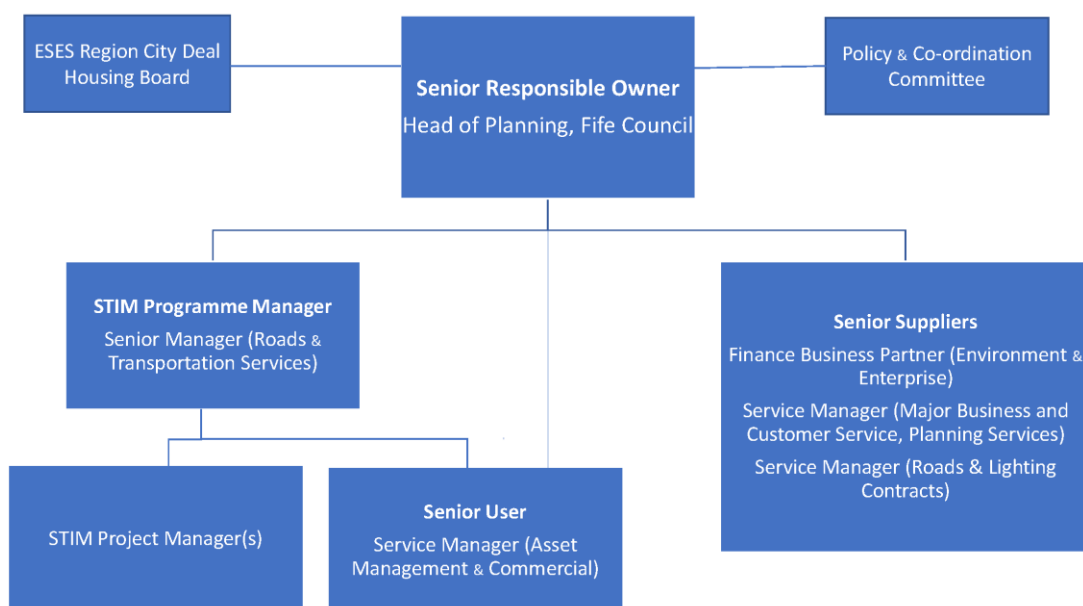 ESES Region City Deal
Housing Board
Senior Responsible Owner
Head of Planning, Fife Council
Policy & Co-ordination
Committee
STIM Programme Manager
Senior Manager (Roads &
Transportation Services)
Senior Suppliers
Finance Business Partner (Environment &
Enterprise)
Service Manager (Major Business and
Customer Service, Planning Services)
Service Manager (Roads & Lighting
Contracts)
STIM Project Manager(s)
Senior User
Service Manager (Asset
Management & Commercial)